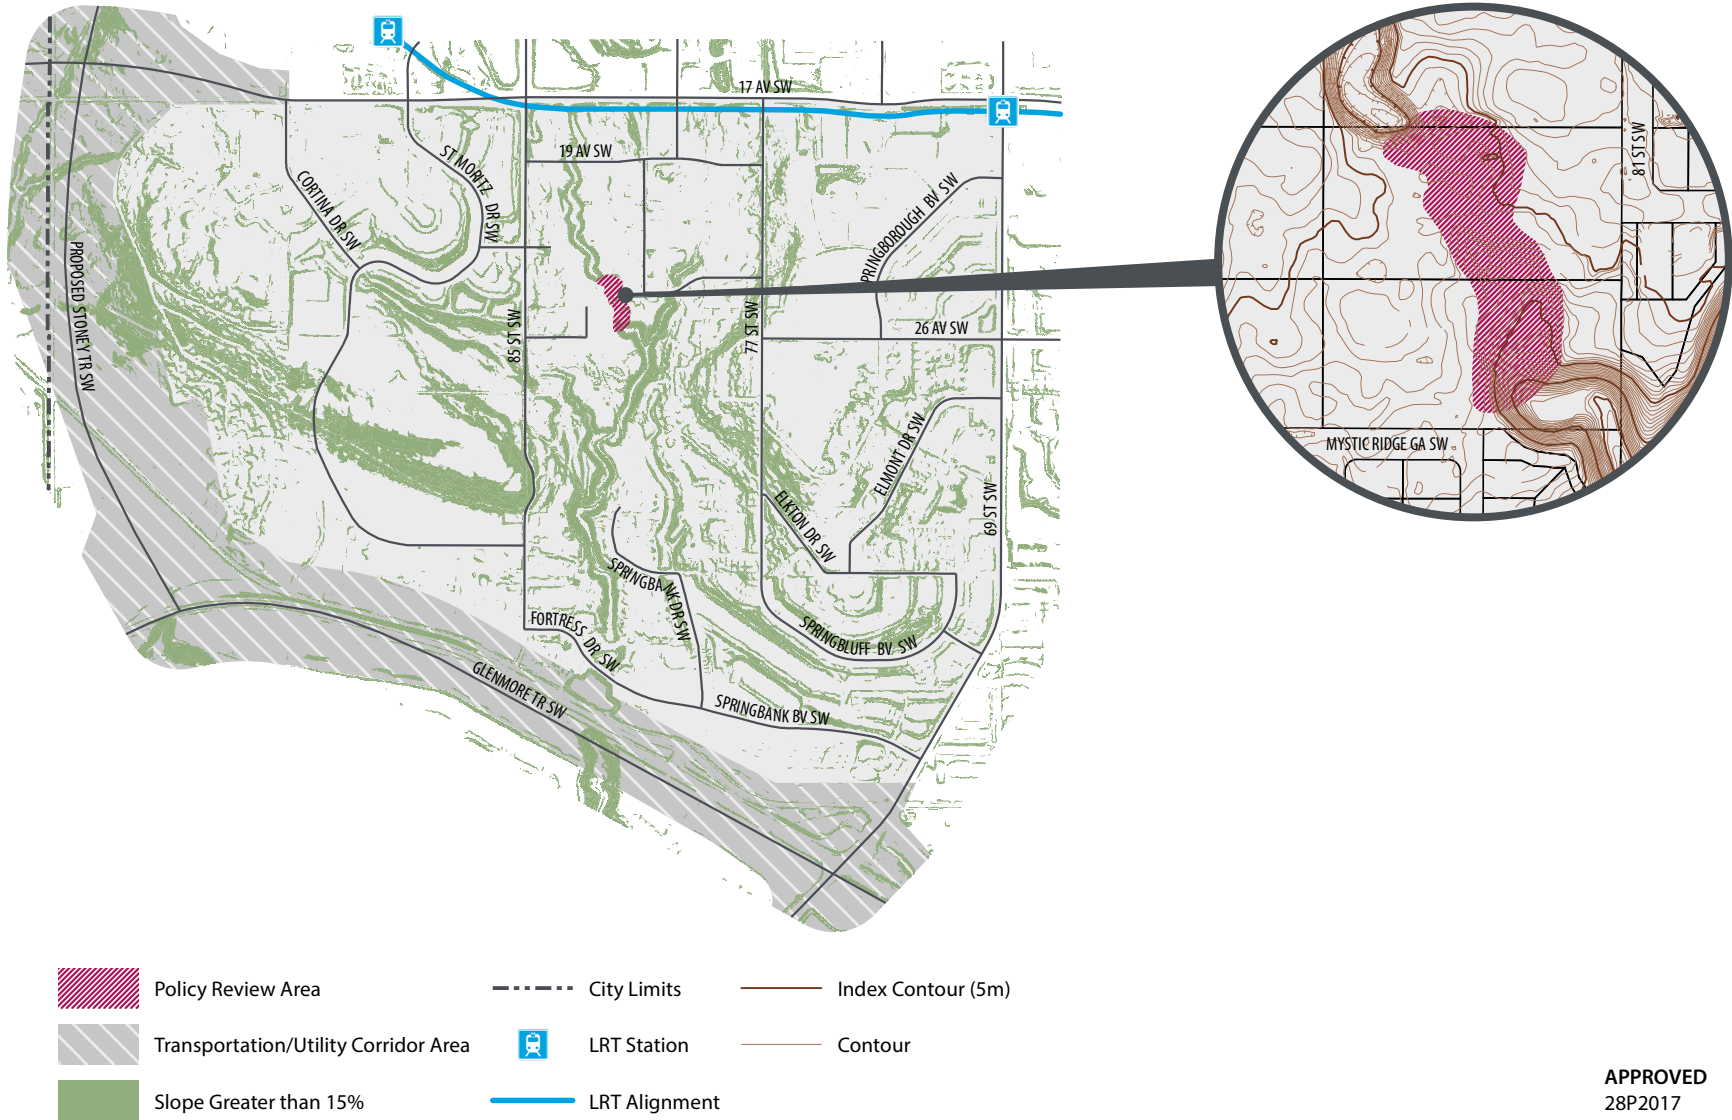 17 AV SW
19 AV SW
ST MORITZ DR SW
CORTINA DR SW
PROPOSED STONEY TR SW
85 ST SW
77 ST SW
PRINGBOROUGH BV SW
26 AV SW
ELMONT DR SW
ELKTON DR SW
69 ST SW
SPRINGBANK DR SW
FORTRESS DR SW
SPRINGBLUFF BV SW
GLENMORE TR SW
SPRINGBANK BV SW
81 ST SW
MYSTIC RIDGE GA SW
Policy Review Area
Transportation/Utility Corridor Area
Slope Greater than 15%
City Limits
LRT Station
LRT Alignment
Index Contour (5m)
Contour
APPROVED
28P2017